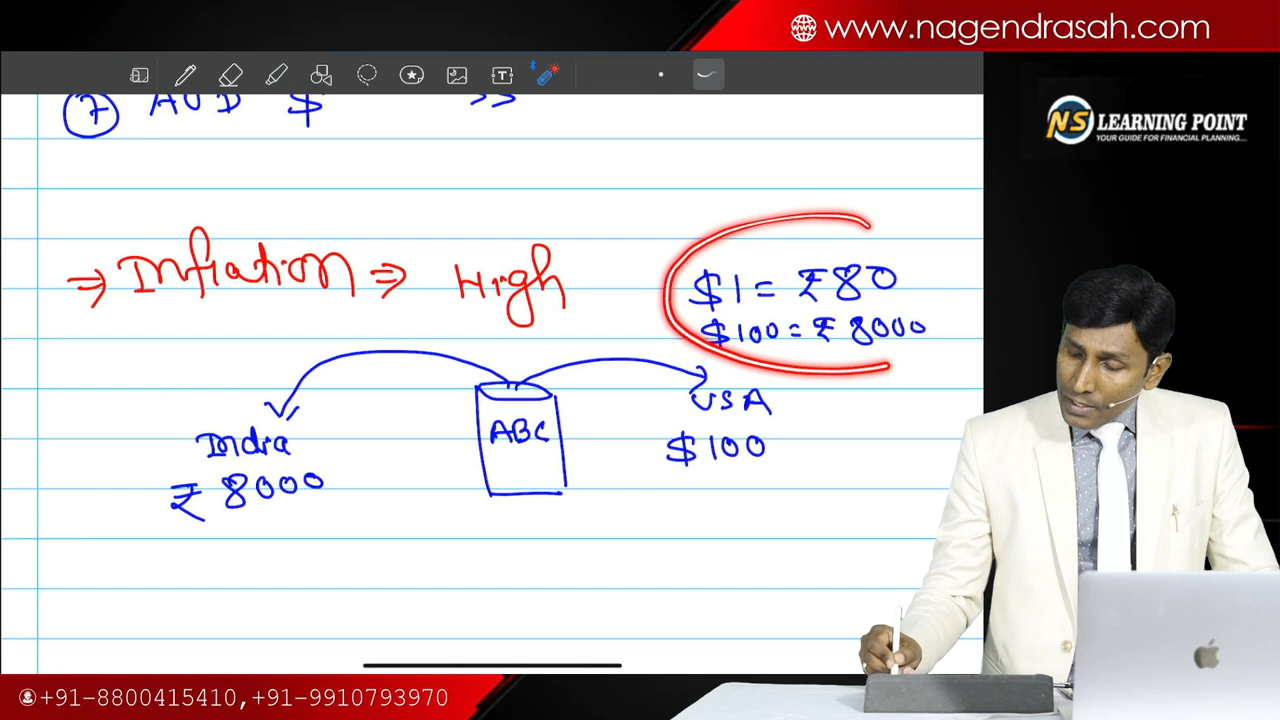 www.nagendrasah.com
NS LEARNING POINT
YOUR GUIDE FOR FINANCIAL PLANNING....
7 AUD $ >>
⇒ Inflation ⇒ High
$1 = ₹80
$100 = ₹8000
ABC
USA
$100
India
₹8000
+91-8800415410,+91-9910793970